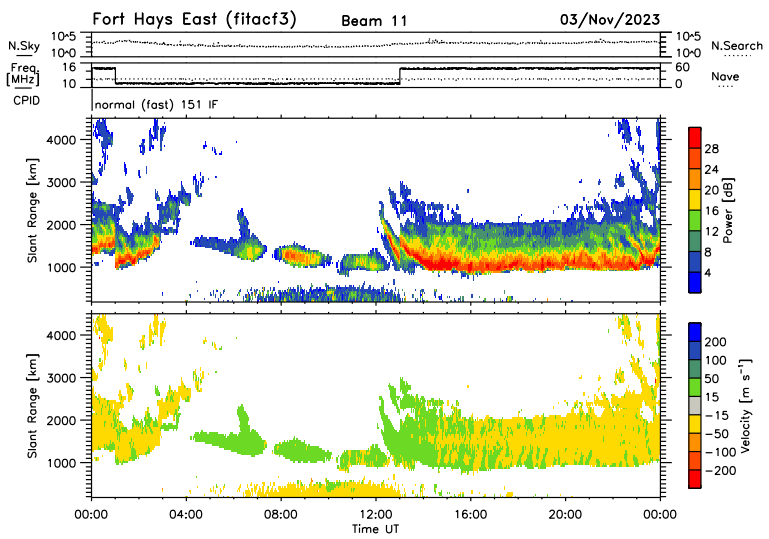 Fort Hays East (fitacf3) Beam 11 03/Nov/2023
N.Sky 10^5 10^0 10^5 10^0 N.Search
Freq. [MHz] 16 10 60 0 Nave
CPID normal (fast) 151 IF
Slant Range [km] 4000 3000 2000 1000
Power [dB] 28 24 20 16 12 8 4
Slant Range [km] 4000 3000 2000 1000
Velocity [m s⁻¹] 200 100 50 15 −15 −50 −100 −200
00:00 04:00 08:00 12:00 16:00 20:00 00:00
Time UT